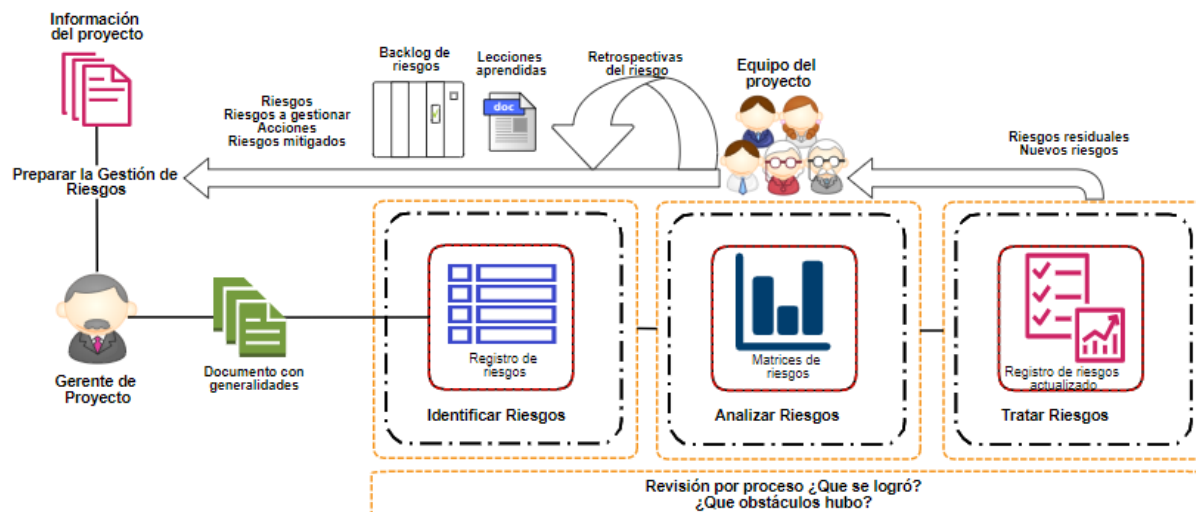 Información
del proyecto
Backlog de
riesgos
Lecciones
aprendidas
doc
Retrospectivas
del riesgo
Equipo del
proyecto
Riesgos
Riesgos a gestionar
Acciones
Riesgos mitigados
Riesgos residuales
Nuevos riesgos
Preparar la Gestión de
Riesgos
Gerente de
Proyecto
Documento con
generalidades
Registro de
riesgos
Identificar Riesgos
Matrices de
riesgos
Analizar Riesgos
Registro de riesgos
actualizado
Tratar Riesgos
Revisión por proceso ¿Que se logró?
¿Que obstáculos hubo?